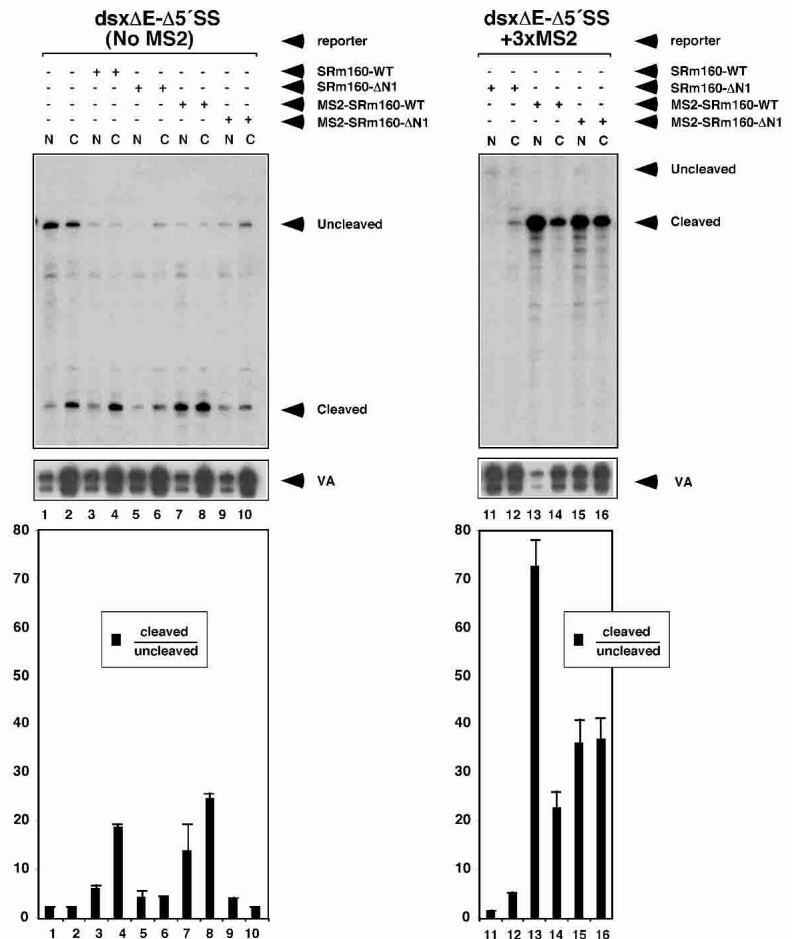 dsxΔE-Δ5´SS
(No MS2)
reporter
- - + + - - - - - - SRm160-WT
- - - - + + - - - - SRm160-ΔN1
- - - - - - + + - - MS2-SRm160-WT
- - - - - - - - + + MS2-SRm160-ΔN1
N C N C N C N C N C
Uncleaved
Cleaved
VA
1 2 3 4 5 6 7 8 9 10
80
70
60
50
40
30
20
10
0
cleaved
uncleaved
1 2 3 4 5 6 7 8 9 10
dsxΔE-Δ5´SS
+3xMS2
reporter
- - - - - - SRm160-WT
+ + - - - - SRm160-ΔN1
- - + + - - MS2-SRm160-WT
- - - - + + MS2-SRm160-ΔN1
N C N C N C
Uncleaved
Cleaved
VA
11 12 13 14 15 16
80
70
60
50
40
30
20
10
0
cleaved
uncleaved
11 12 13 14 15 16